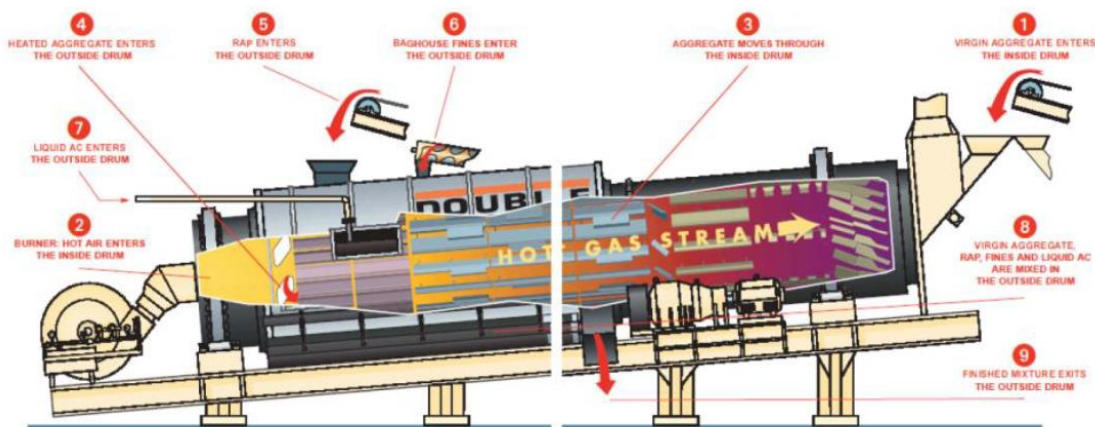 4
HEATED AGGREGATE ENTERS
THE OUTSIDE DRUM
5
RAP ENTERS
THE OUTSIDE DRUM
6
BAGHOUSE FINES ENTER
THE OUTSIDE DRUM
3
AGGREGATE MOVES THROUGH
THE INSIDE DRUM
1
VIRGIN AGGREGATE ENTERS
THE INSIDE DRUM
7
LIQUID AC ENTERS
THE OUTSIDE DRUM
DOUBLE
2
BURNER: HOT AIR ENTERS
THE INSIDE DRUM
HOT GAS STREAM
8
VIRGIN AGGREGATE,
RAP, FINES AND LIQUID AC
ARE MIXED IN
THE OUTSIDE DRUM
9
FINISHED MIXTURE EXITS
THE OUTSIDE DRUM